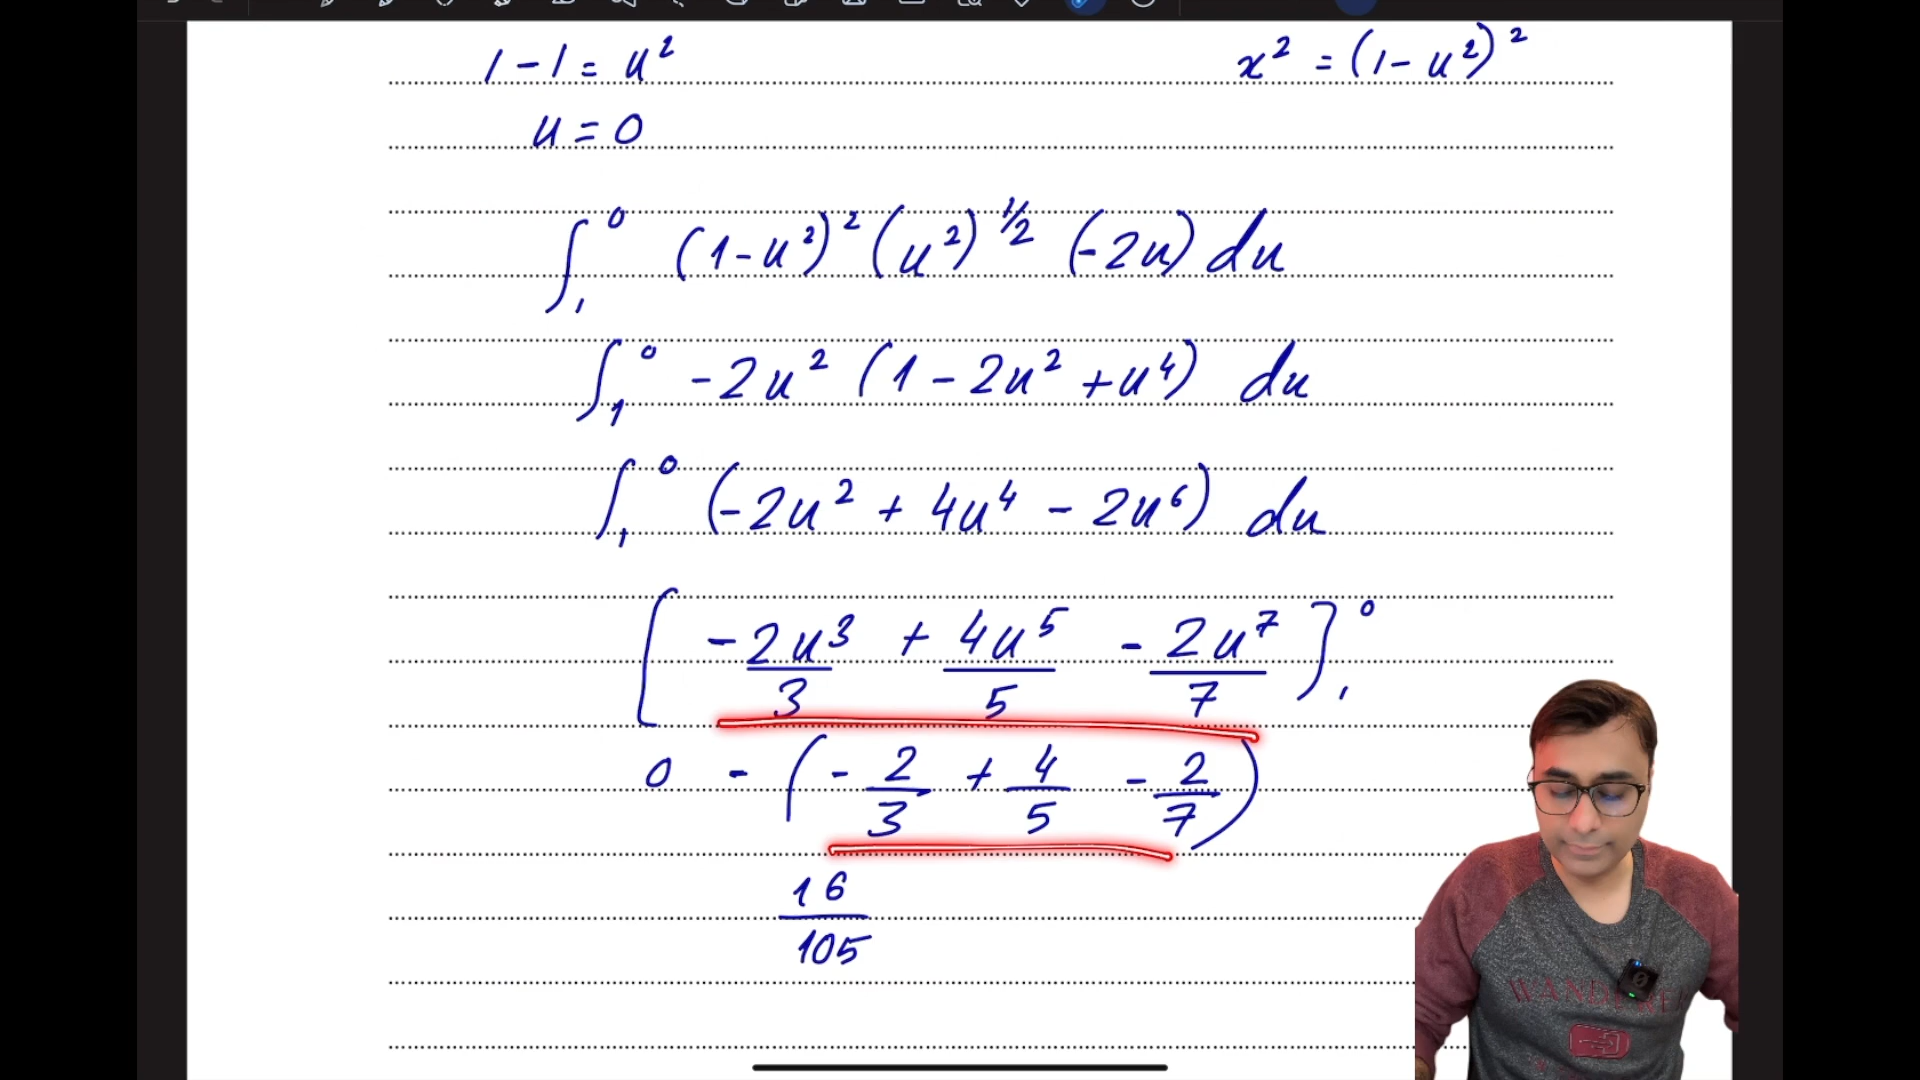 1 - 1 = u²
x² = (1 - u²)²
u = 0
∫₁⁰ (1-u²)² (u²)^½ (-2u) du
∫₁⁰ -2u² (1 - 2u² + u⁴) du
∫₁⁰ (-2u² + 4u⁴ - 2u⁶) du
[ -2u³/3 + 4u⁵/5 - 2u⁷/7 ]₁⁰
0 - ( - 2/3 + 4/5 - 2/7 )
16/105